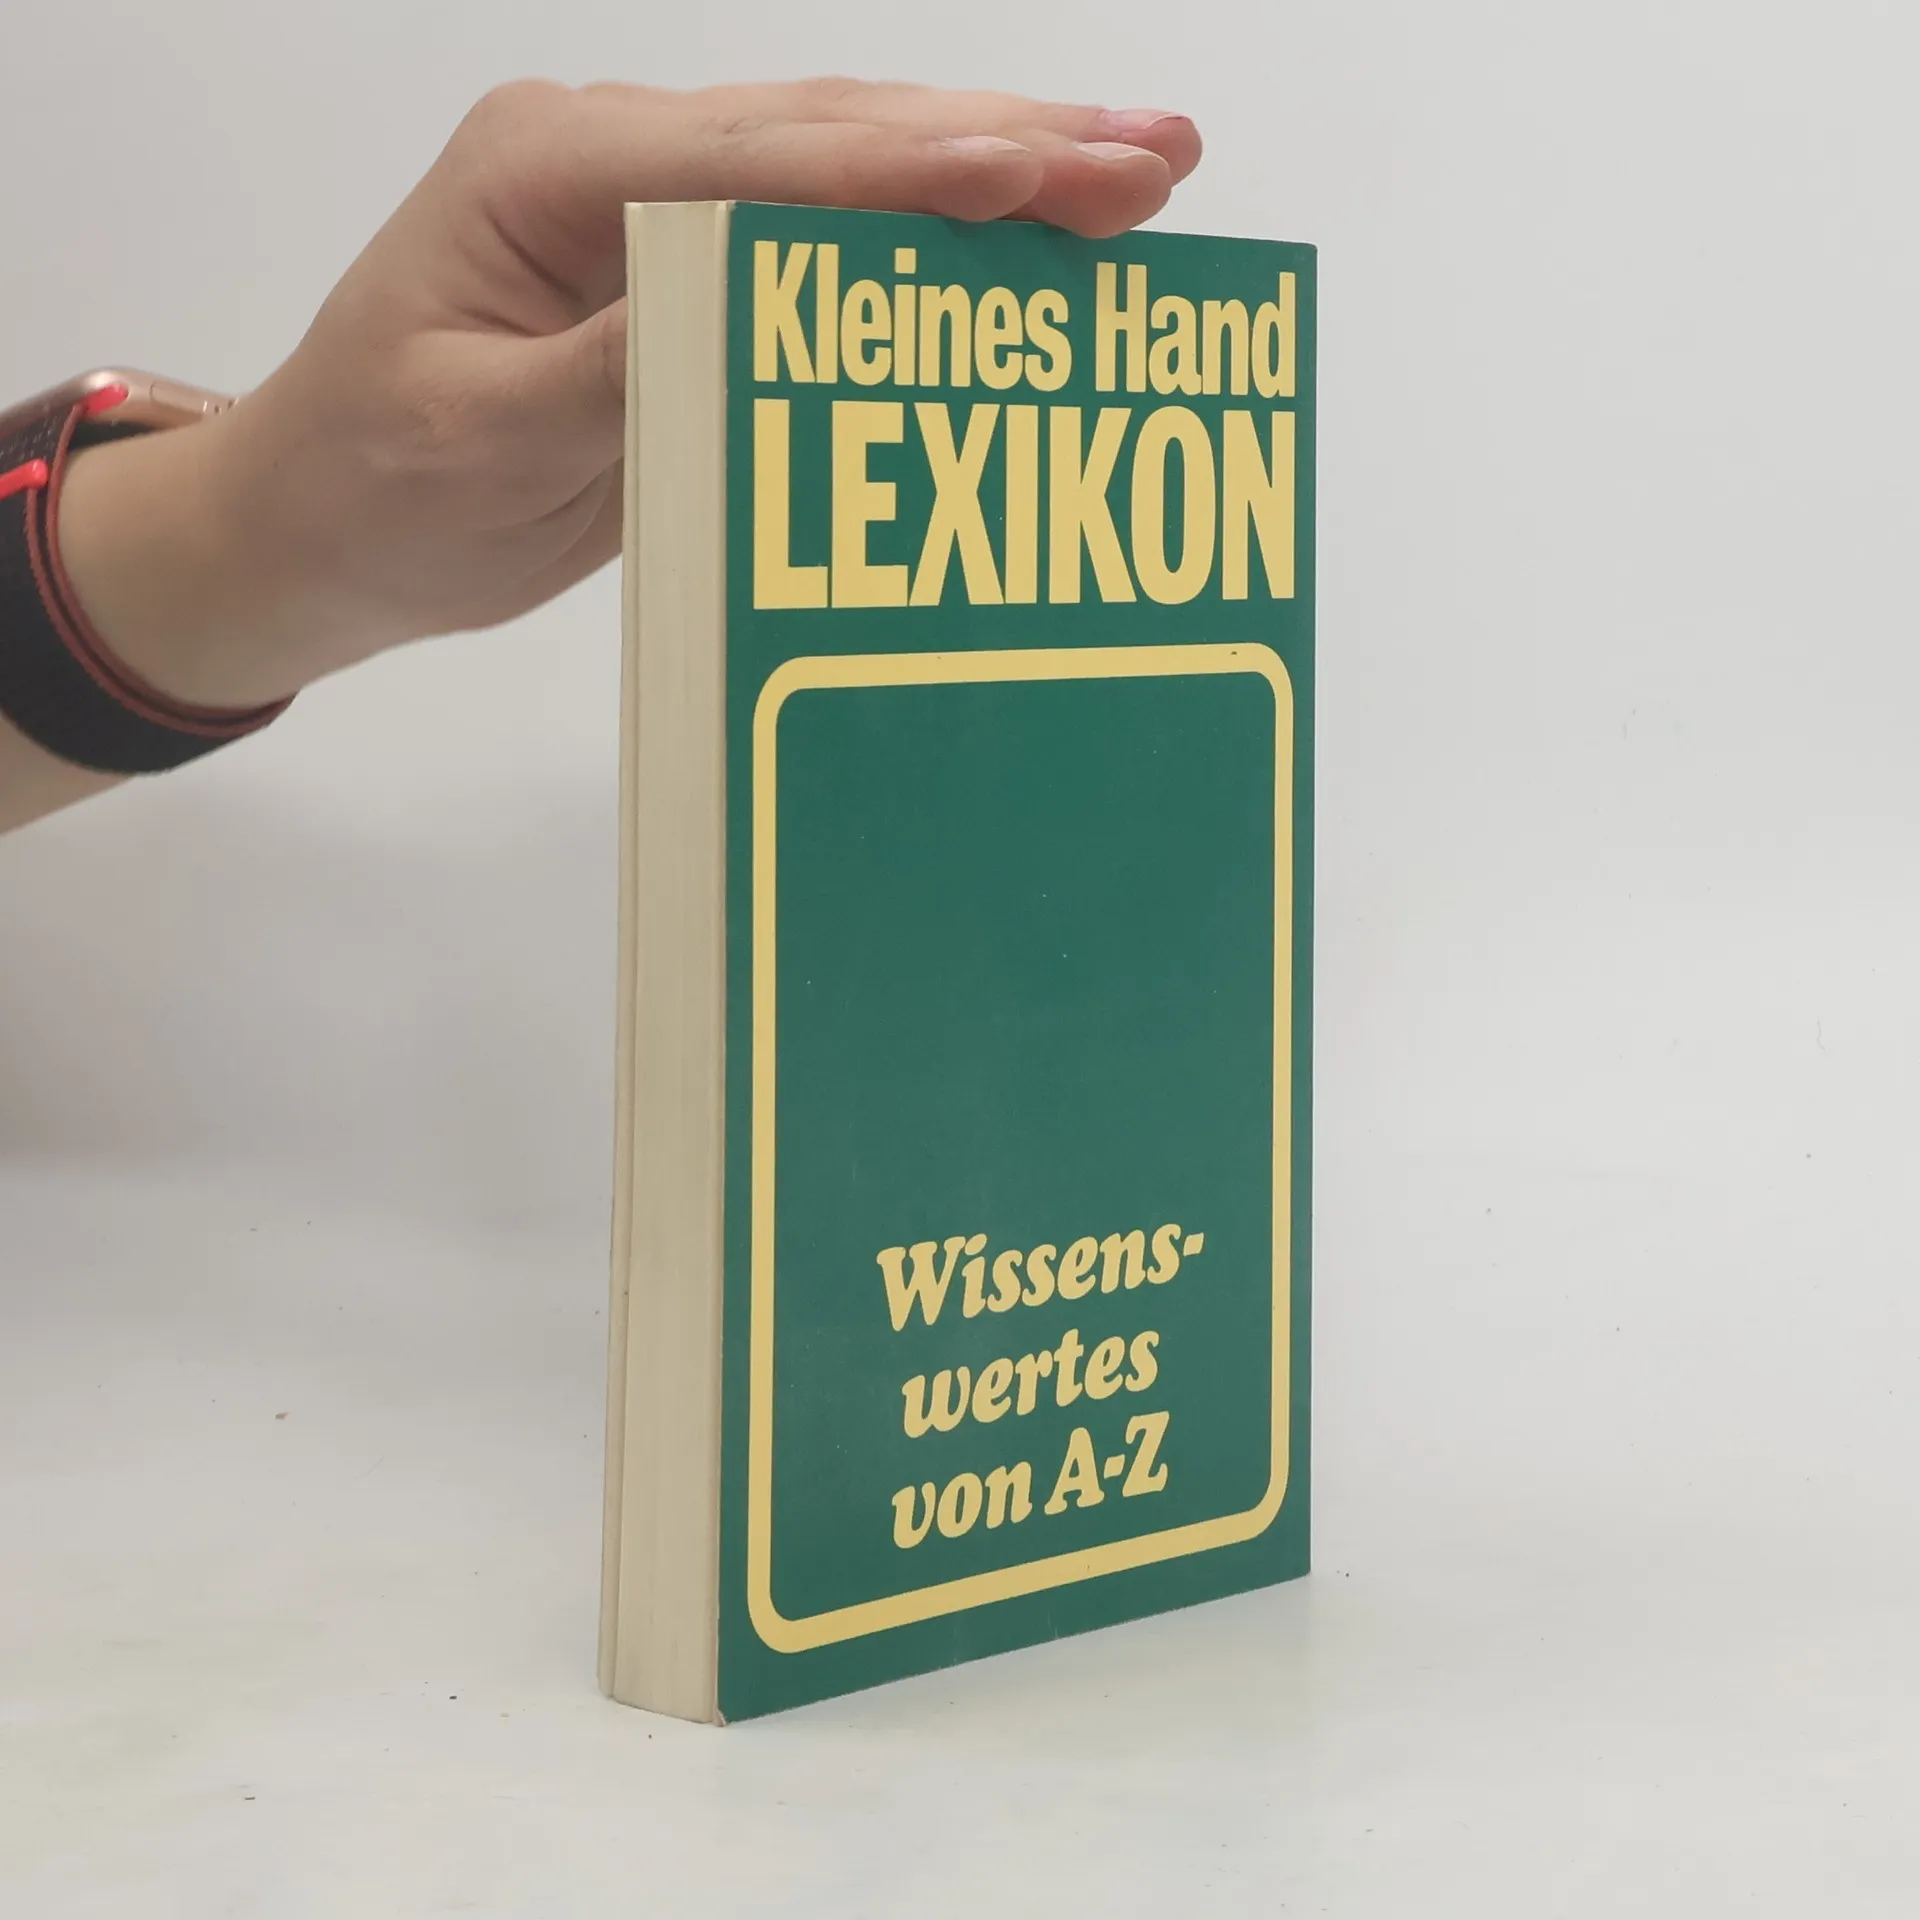 Kleines Hand
LEXIKON
Wissens-
wertes
von A-Z